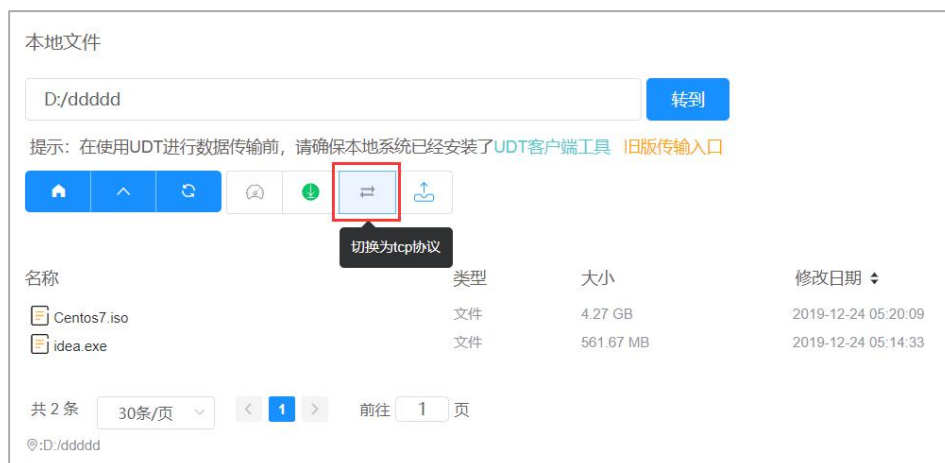 本地文件
D:/ddddd
转到
提示：在使用UDT进行数据传输前，请确保本地系统已经安装了UDT客户端工具 旧版传输入口
切换为tcp协议
名称 类型 大小 修改日期
Centos7.iso 文件 4.27 GB 2019-12-24 05:20:09
idea.exe 文件 561.67 MB 2019-12-24 05:14:33
共 2 条 30条/页 < 1 > 前往 1 页
:D:/ddddd